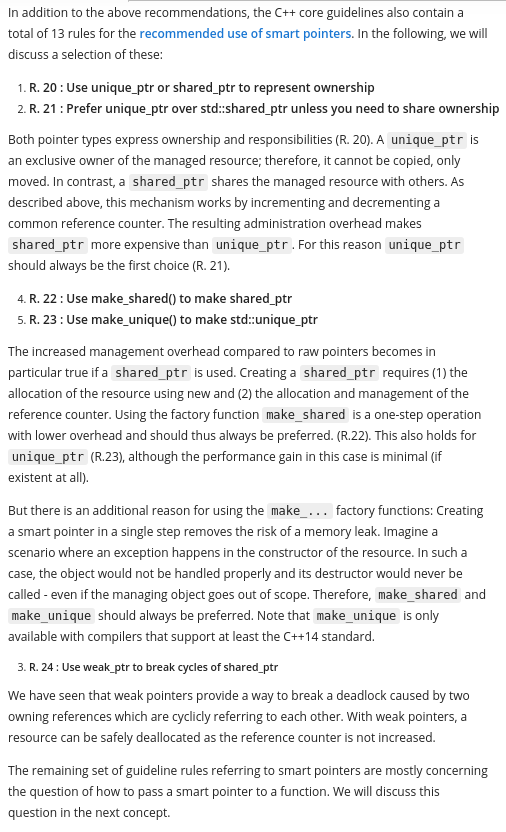 In addition to the above recommendations, the C++ core guidelines also contain a
total of 13 rules for the recommended use of smart pointers. In the following, we will
discuss a selection of these:
1. R. 20 : Use unique_ptr or shared_ptr to represent ownership
2. R. 21 : Prefer unique_ptr over std::shared_ptr unless you need to share ownership
Both pointer types express ownership and responsibilities (R. 20). A unique_ptr is
an exclusive owner of the managed resource; therefore, it cannot be copied, only
moved. In contrast, a shared_ptr shares the managed resource with others. As
described above, this mechanism works by incrementing and decrementing a
common reference counter. The resulting administration overhead makes
shared_ptr more expensive than unique_ptr. For this reason unique_ptr
should always be the first choice (R. 21).
4. R. 22 : Use make_shared() to make shared_ptr
5. R. 23 : Use make_unique() to make std::unique_ptr
The increased management overhead compared to raw pointers becomes in
particular true if a shared_ptr is used. Creating a shared_ptr requires (1) the
allocation of the resource using new and (2) the allocation and management of the
reference counter. Using the factory function make_shared is a one-step operation
with lower overhead and should thus always be preferred. (R.22). This also holds for
unique_ptr (R.23), although the performance gain in this case is minimal (if
existent at all).
But there is an additional reason for using the make_... factory functions: Creating
a smart pointer in a single step removes the risk of a memory leak. Imagine a
scenario where an exception happens in the constructor of the resource. In such a
case, the object would not be handled properly and its destructor would never be
called - even if the managing object goes out of scope. Therefore, make_shared and
make_unique should always be preferred. Note that make_unique is only
available with compilers that support at least the C++14 standard.
3. R. 24 : Use weak_ptr to break cycles of shared_ptr
We have seen that weak pointers provide a way to break a deadlock caused by two
owning references which are cyclicly referring to each other. With weak pointers, a
resource can be safely deallocated as the reference counter is not increased.
The remaining set of guideline rules referring to smart pointers are mostly concerning
the question of how to pass a smart pointer to a function. We will discuss this
question in the next concept.